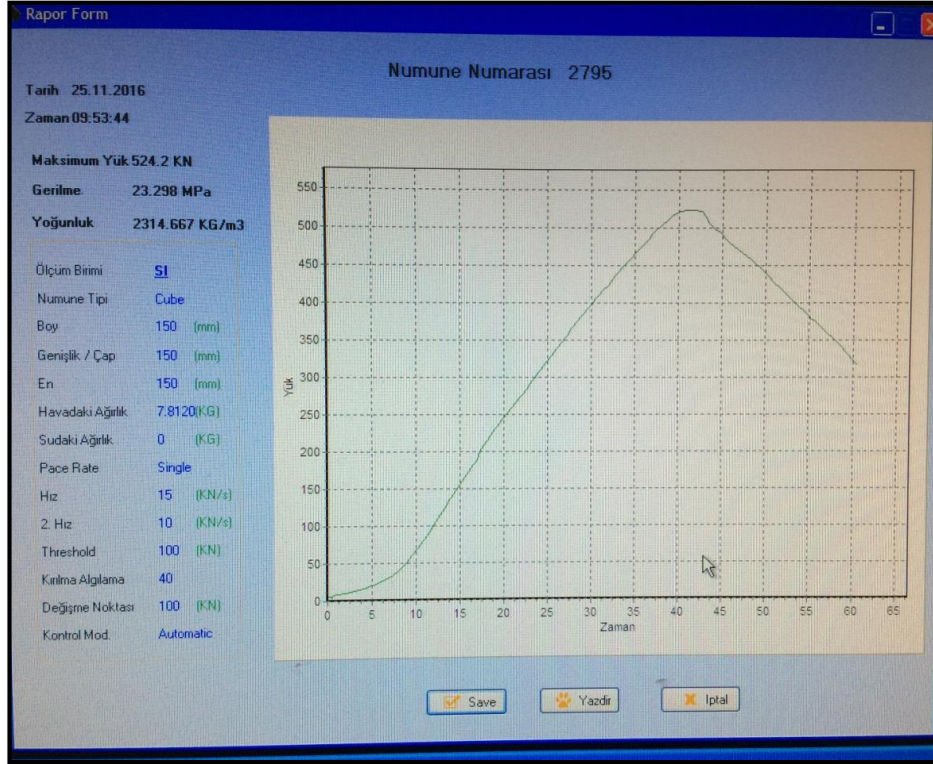 Rapor Form
Numune Numarası 2795
Tarih 25.11.2016
Zaman 09:53:44
Maksimum Yük 524.2 KN
Gerilme 23.298 MPa
Yoğunluk 2314.667 KG/m3
Ölçüm Birimi SI
Numune Tipi Cube
Boy 150 (mm)
Genişlik / Çap 150 (mm)
En 150 (mm)
Havadaki Ağırlık 7.8120 (KG)
Sudaki Ağırlık 0 (KG)
Pace Rate Single
Hız 15 (KN/s)
2. Hız 10 (KN/s)
Threshold 100 (KN)
Kırılma Algılama 40
Değişme Noktası 100 (KN)
Kontrol Mod. Automatic
550
500
450
400
350
300
250
200
150
100
50
0
Yük
0 5 10 15 20 25 30 35 40 45 50 55 60 65
Zaman
Save Yazdır Iptal